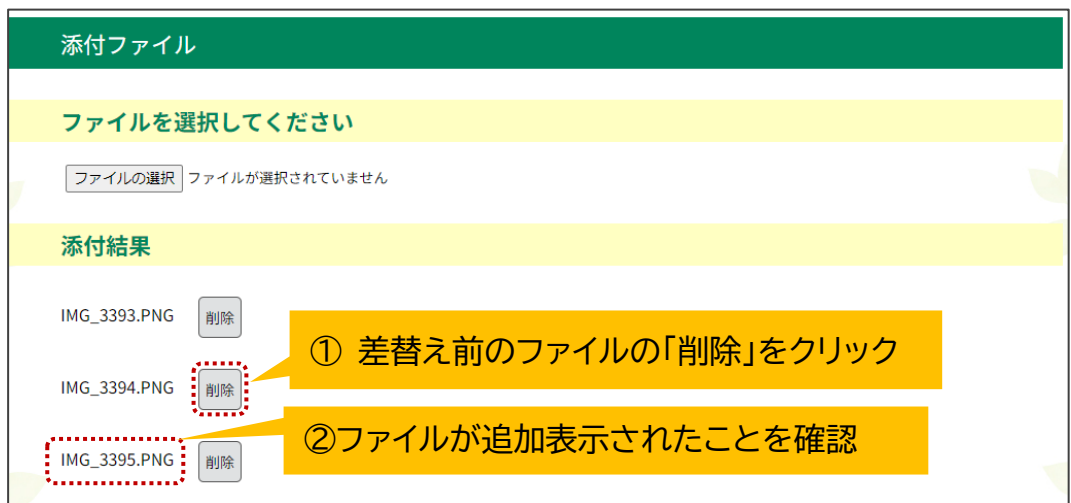 添付ファイル
ファイルを選択してください
ファイルの選択 ファイルが選択されていません
添付結果
IMG_3393.PNG 削除
① 差替え前のファイルの「削除」をクリック
IMG_3394.PNG 削除
②ファイルが追加表示されたことを確認
IMG_3395.PNG 削除